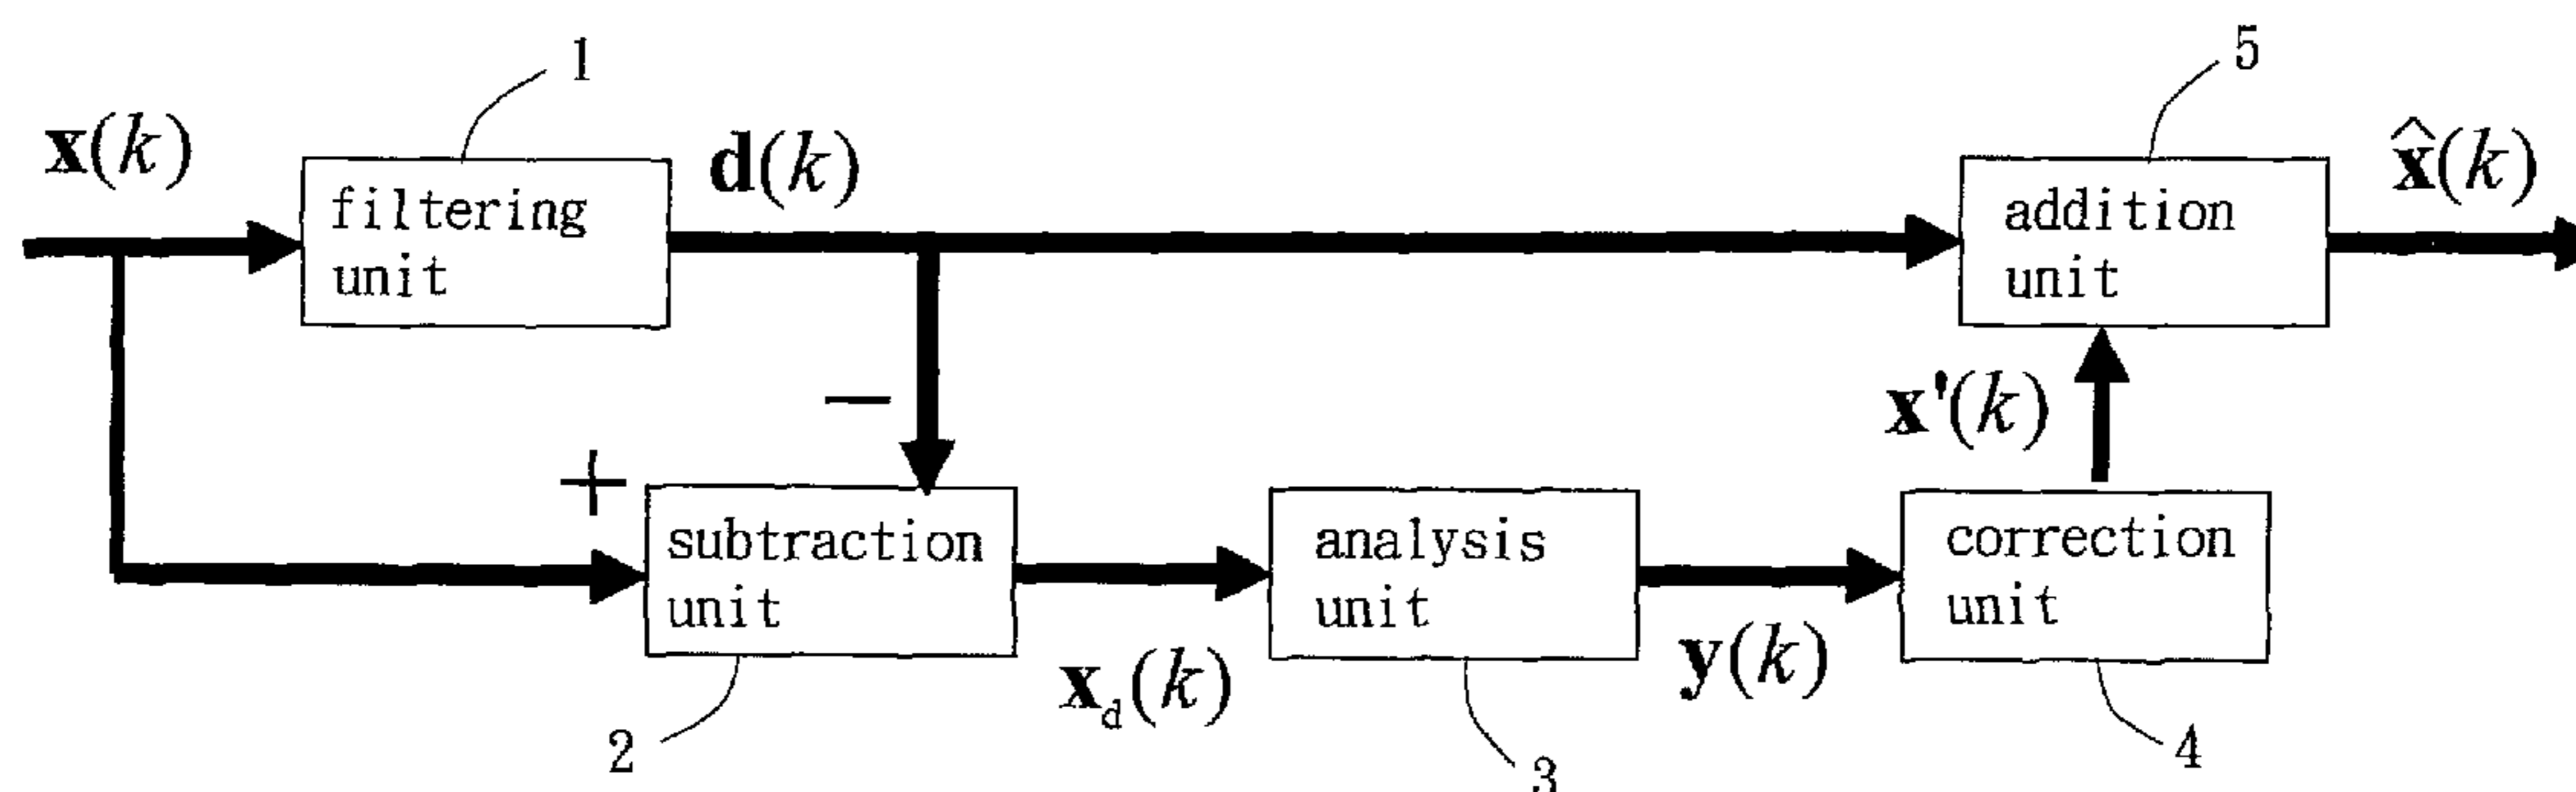 1
5
x(k)
d(k)
x̂(k)
filtering
unit
addition
unit
−
x'(k)
+
subtraction
unit
analysis
unit
correction
unit
x_d(k)
y(k)
2
3
4